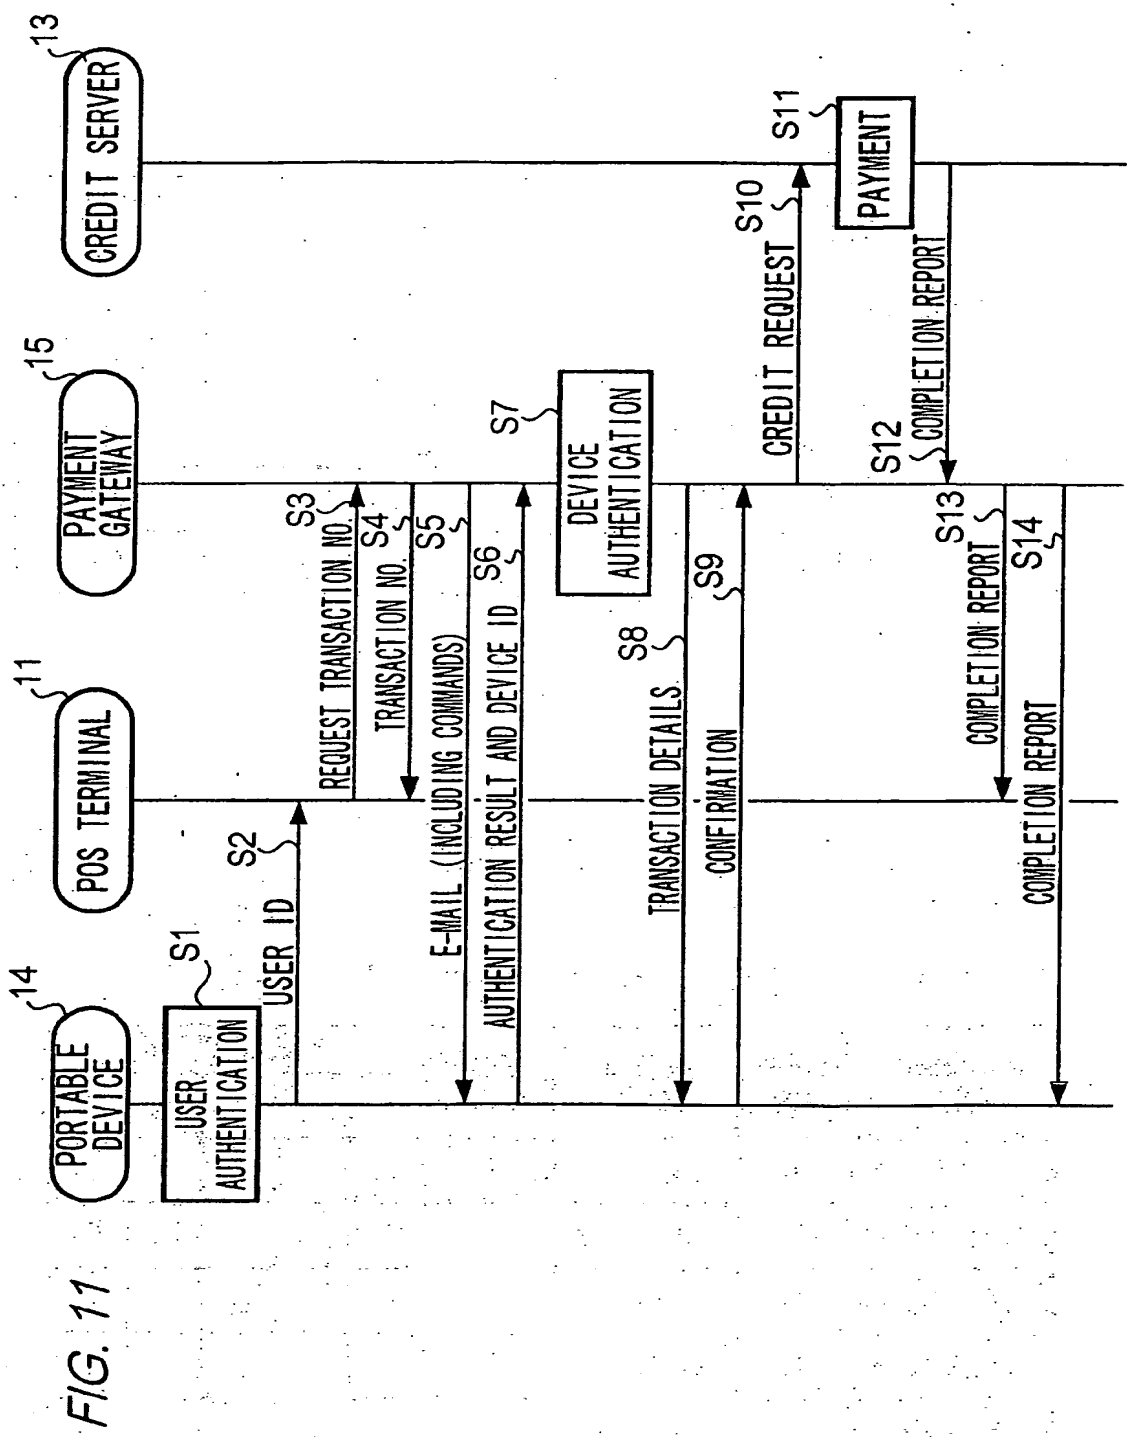 FIG. 11
14
PORTABLE
DEVICE
11
POS TERMINAL
15
PAYMENT
GATEWAY
13
CREDIT SERVER
S1
USER
AUTHENTICATION
USER ID
S2
REQUEST TRANSACTION NO.
S3
TRANSACTION NO.
S4
E-MAIL (INCLUDING COMMANDS)
S5
AUTHENTICATION RESULT AND DEVICE ID
S6
S7
DEVICE
AUTHENTICATION
TRANSACTION DETAILS
S8
CONFIRMATION
S9
CREDIT REQUEST
S10
S11
PAYMENT
S12
COMPLETION REPORT
COMPLETION REPORT
S13
COMPLETION REPORT
S14